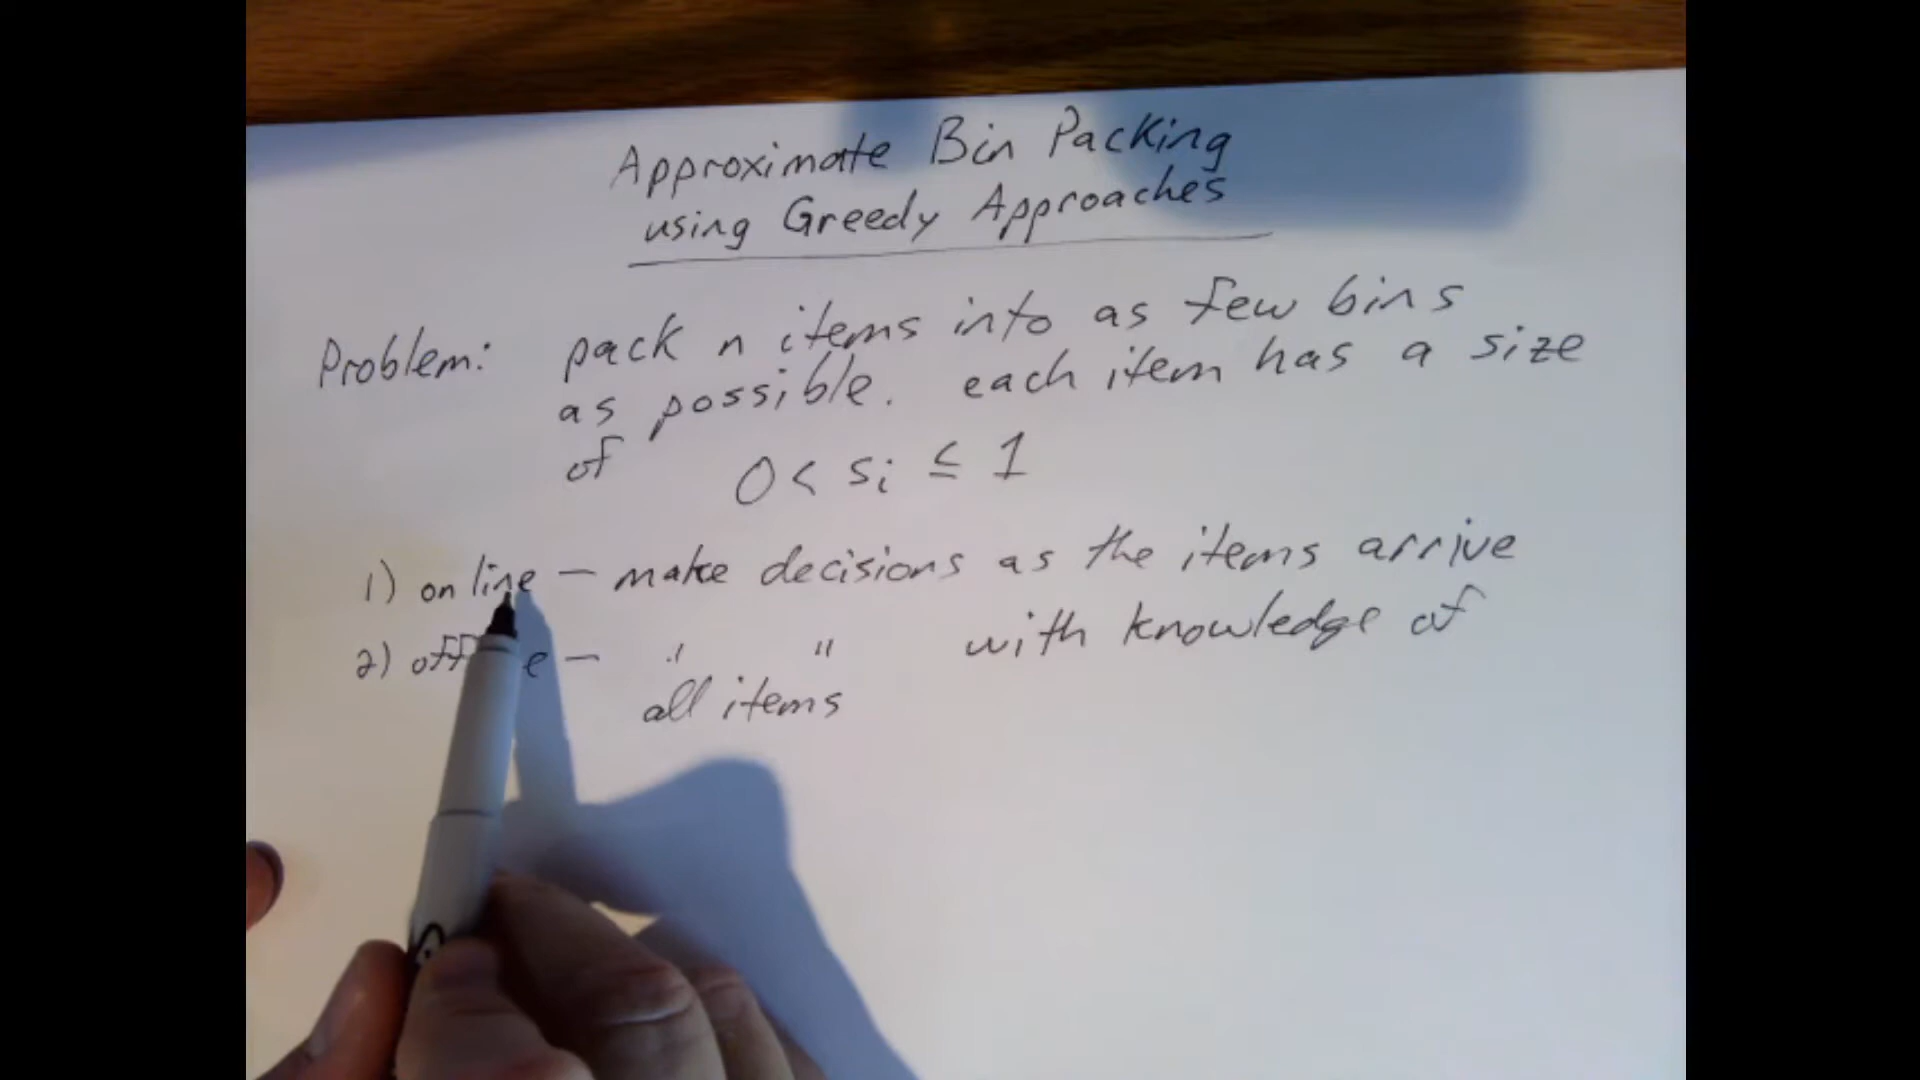 Approximate Bin Packing
using Greedy Approaches
Problem: pack n items into as few bins
as possible. each item has a size
of 0 < si ≤ 1
1) online – make decisions as the items arrive
2) – " " with knowledge of
all items